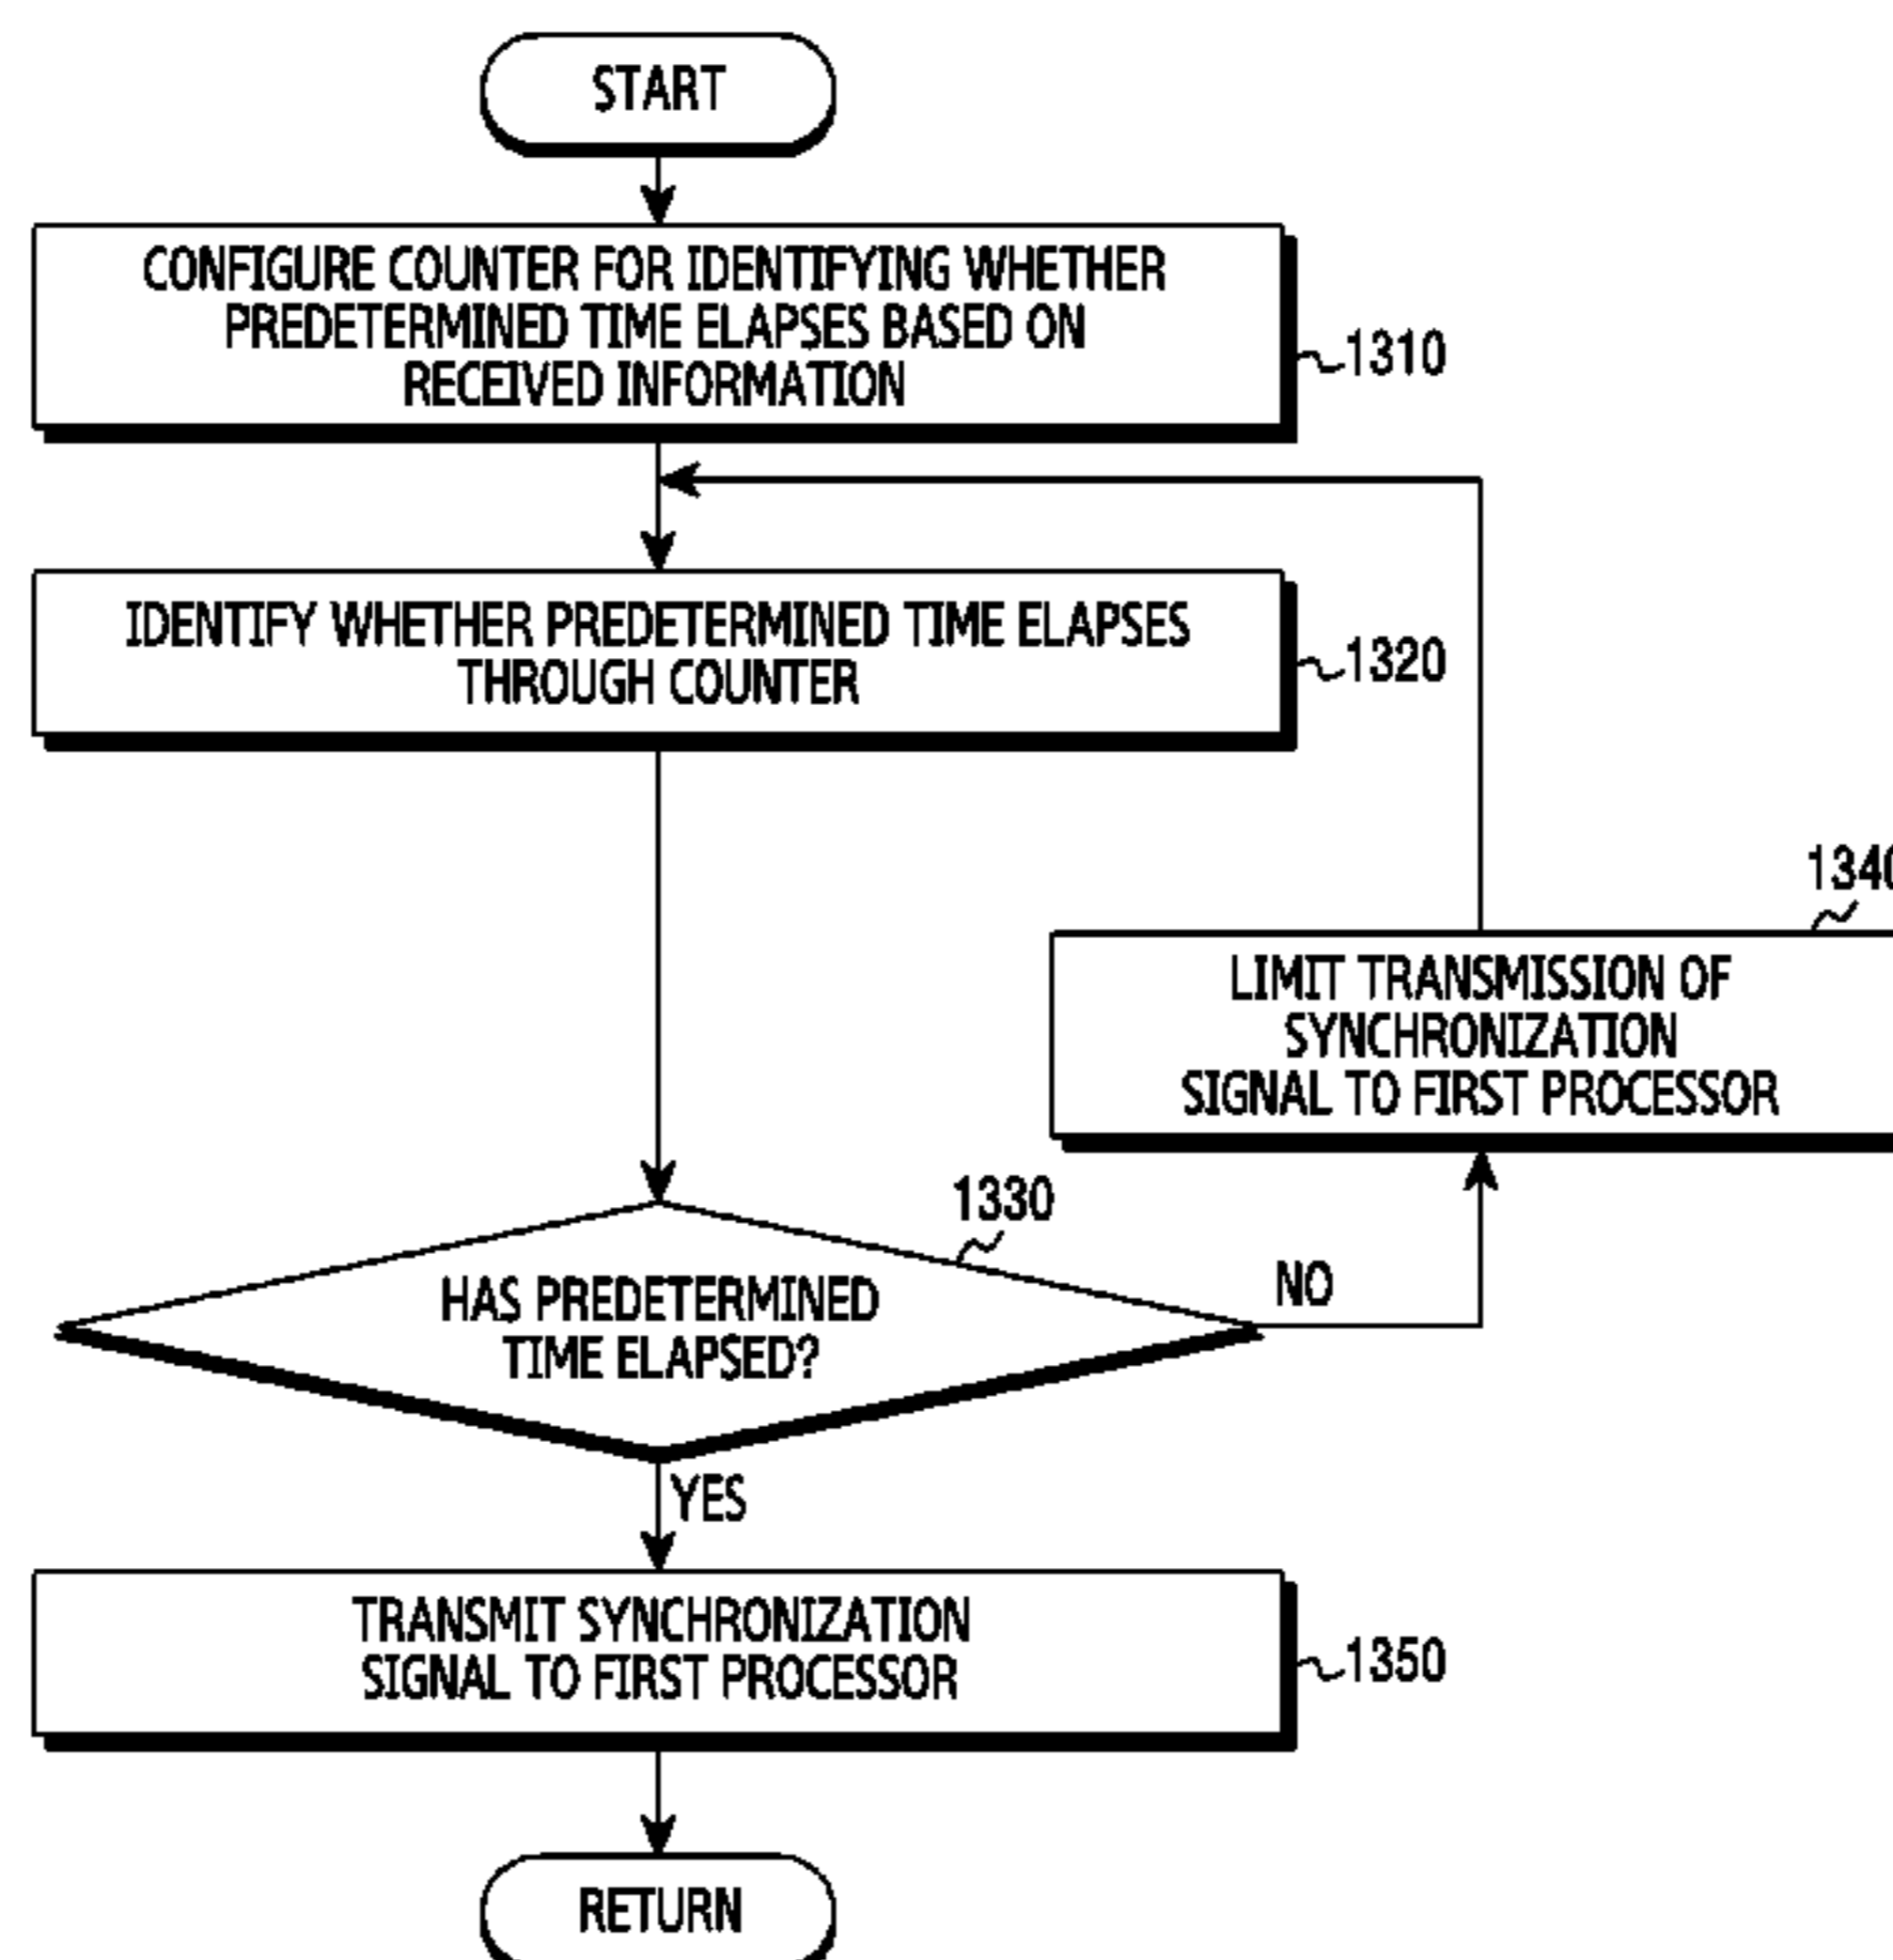 START
CONFIGURE COUNTER FOR IDENTIFYING WHETHER
PREDETERMINED TIME ELAPSES BASED ON
RECEIVED INFORMATION
1310
IDENTIFY WHETHER PREDETERMINED TIME ELAPSES
THROUGH COUNTER
1320
1340
LIMIT TRANSMISSION OF
SYNCHRONIZATION
SIGNAL TO FIRST PROCESSOR
1330
HAS PREDETERMINED
TIME ELAPSED?
NO
YES
TRANSMIT SYNCHRONIZATION
SIGNAL TO FIRST PROCESSOR
1350
RETURN